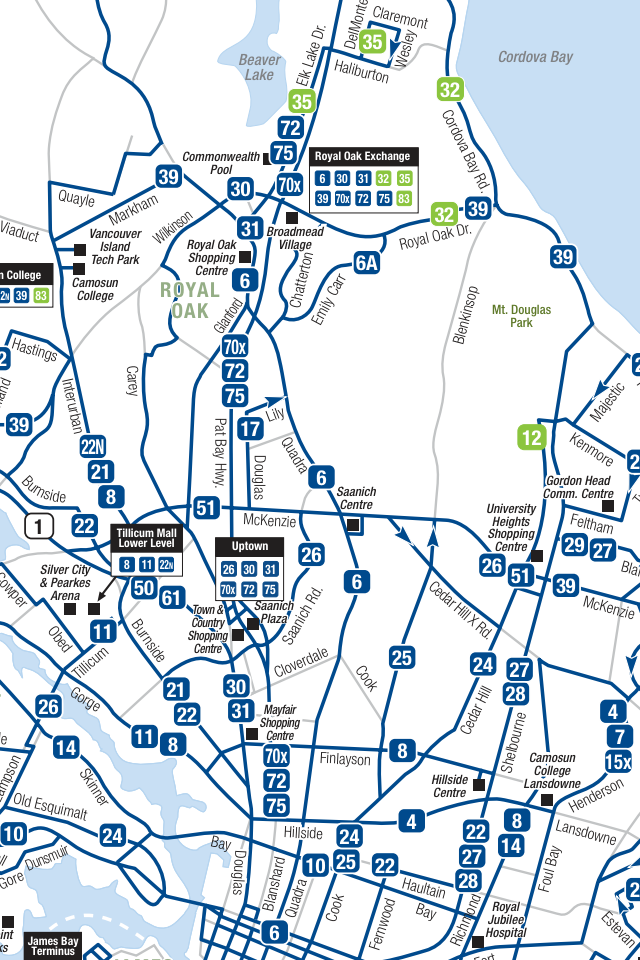 DelMonte
Claremont
35
Wesley
Elk Lake Dr.
Haliburton
Beaver
Lake
Cordova Bay
35
32
72
Cordova Bay Rd.
Commonwealth
Pool
75
Royal Oak Exchange
6 30 31 32 35
39 70x 72 75 83
39
30
70x
Quayle
Markham
Wilkinson
31
Broadmead
Village
32
39
Royal Oak Dr.
Viaduct
Vancouver
Island
Tech Park
Royal Oak
Shopping
Centre
6A
39
Camosun
College
n College
2N 39 83
6
Chatterton
Emily Carr
ROYAL
OAK
Glanford
Blenkinsop
Mt. Douglas
Park
Hastings
2
70x
72
75
Carey
Interurban
land
39
Lily
17
Majestic
2
12
Kenmore
22N
21
8
Pat Bay Hwy.
Douglas
Quadra
6
Gordon Head
Comm. Centre
2
Burnside
22
1
51
McKenzie
Saanich
Centre
University
Heights
Shopping
Centre
Feltham
Tillicum Mall
Lower Level
8 11 22N
Uptown
26 30 31
70x 72 75
26
29
27
Blai
Silver City
& Pearkes
Arena
50
61
6
26
51
39
McKenzie
Cowper
Town &
Country
Shopping
Centre
Saanich
Plaza
Saanich Rd.
Cedar Hill X Rd.
11
Obed
Tillicum
Burnside
Cloverdale
25
24
27
28
Cook
21
22
30
31
Mayfair
Shopping
Centre
Cedar Hill
Shelbourne
4
7
15x
26
Gorge
14
11
8
70x
72
75
Finlayson
8
Camosun
College
Lansdowne
Hillside
Centre
Henderson
ampson
Skinner
Old Esquimalt
10
24
Bay
Hillside
4
24
25
22
8
14
Lansdowne
Dunsmuir
Gore
Douglas
Blanshard
Quadra
10
22
27
28
Haultain
Bay
Foul Bay
2
Cook
Fernwood
Richmond
Royal
Jubilee
Hospital
Estevan
6
James Bay
Terminus
Fort